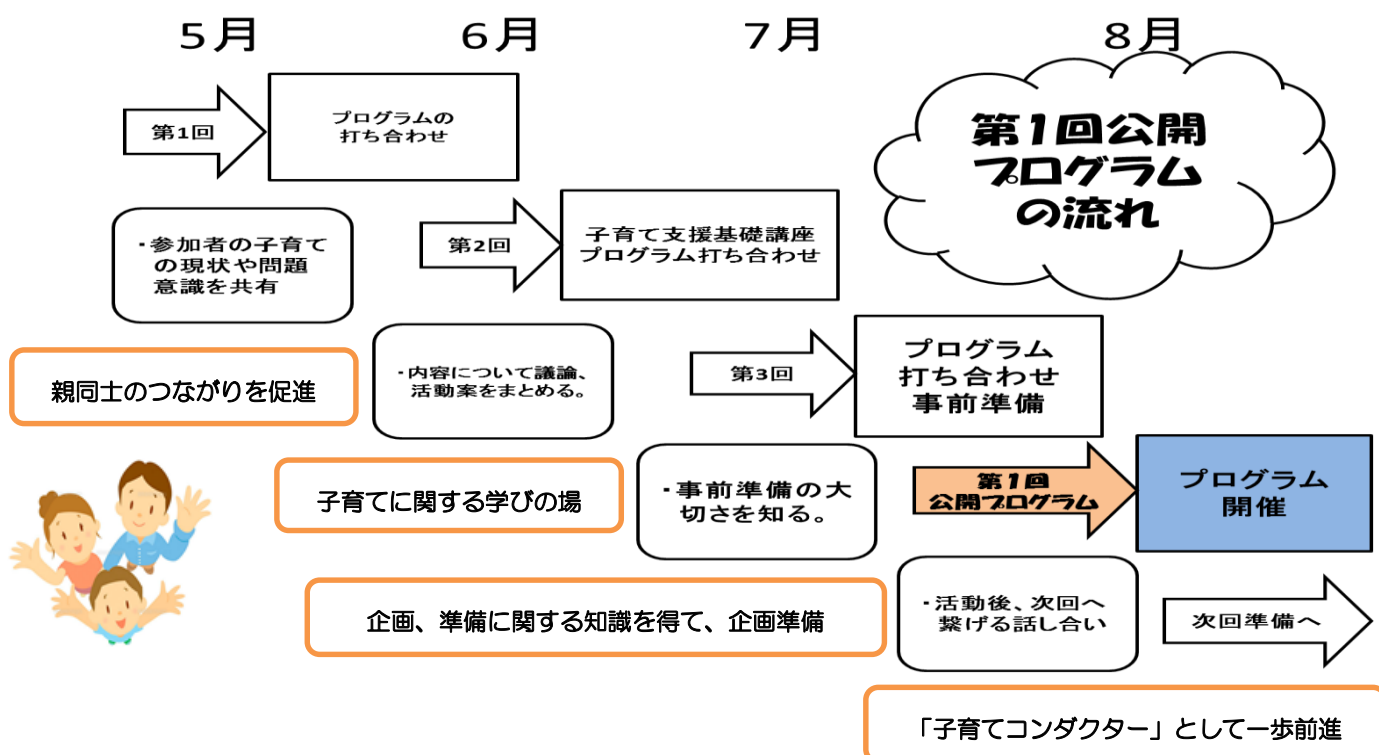 5月
6月
7月
8月
第1回公開
プログラム
の流れ
第1回
プログラムの
打ち合わせ
・参加者の子育て
の現状や問題
意識を共有
親同士のつながりを促進
第2回
子育て支援基礎講座
プログラム打ち合わせ
・内容について議論、
活動案をまとめる。
子育てに関する学びの場
第3回
プログラム
打ち合わせ
事前準備
・事前準備の大
切さを知る。
企画、準備に関する知識を得て、企画準備
第1回
公開プログラム
プログラム
開催
・活動後、次回へ
繋げる話し合い
次回準備へ
「子育てコンダクター」として一歩前進